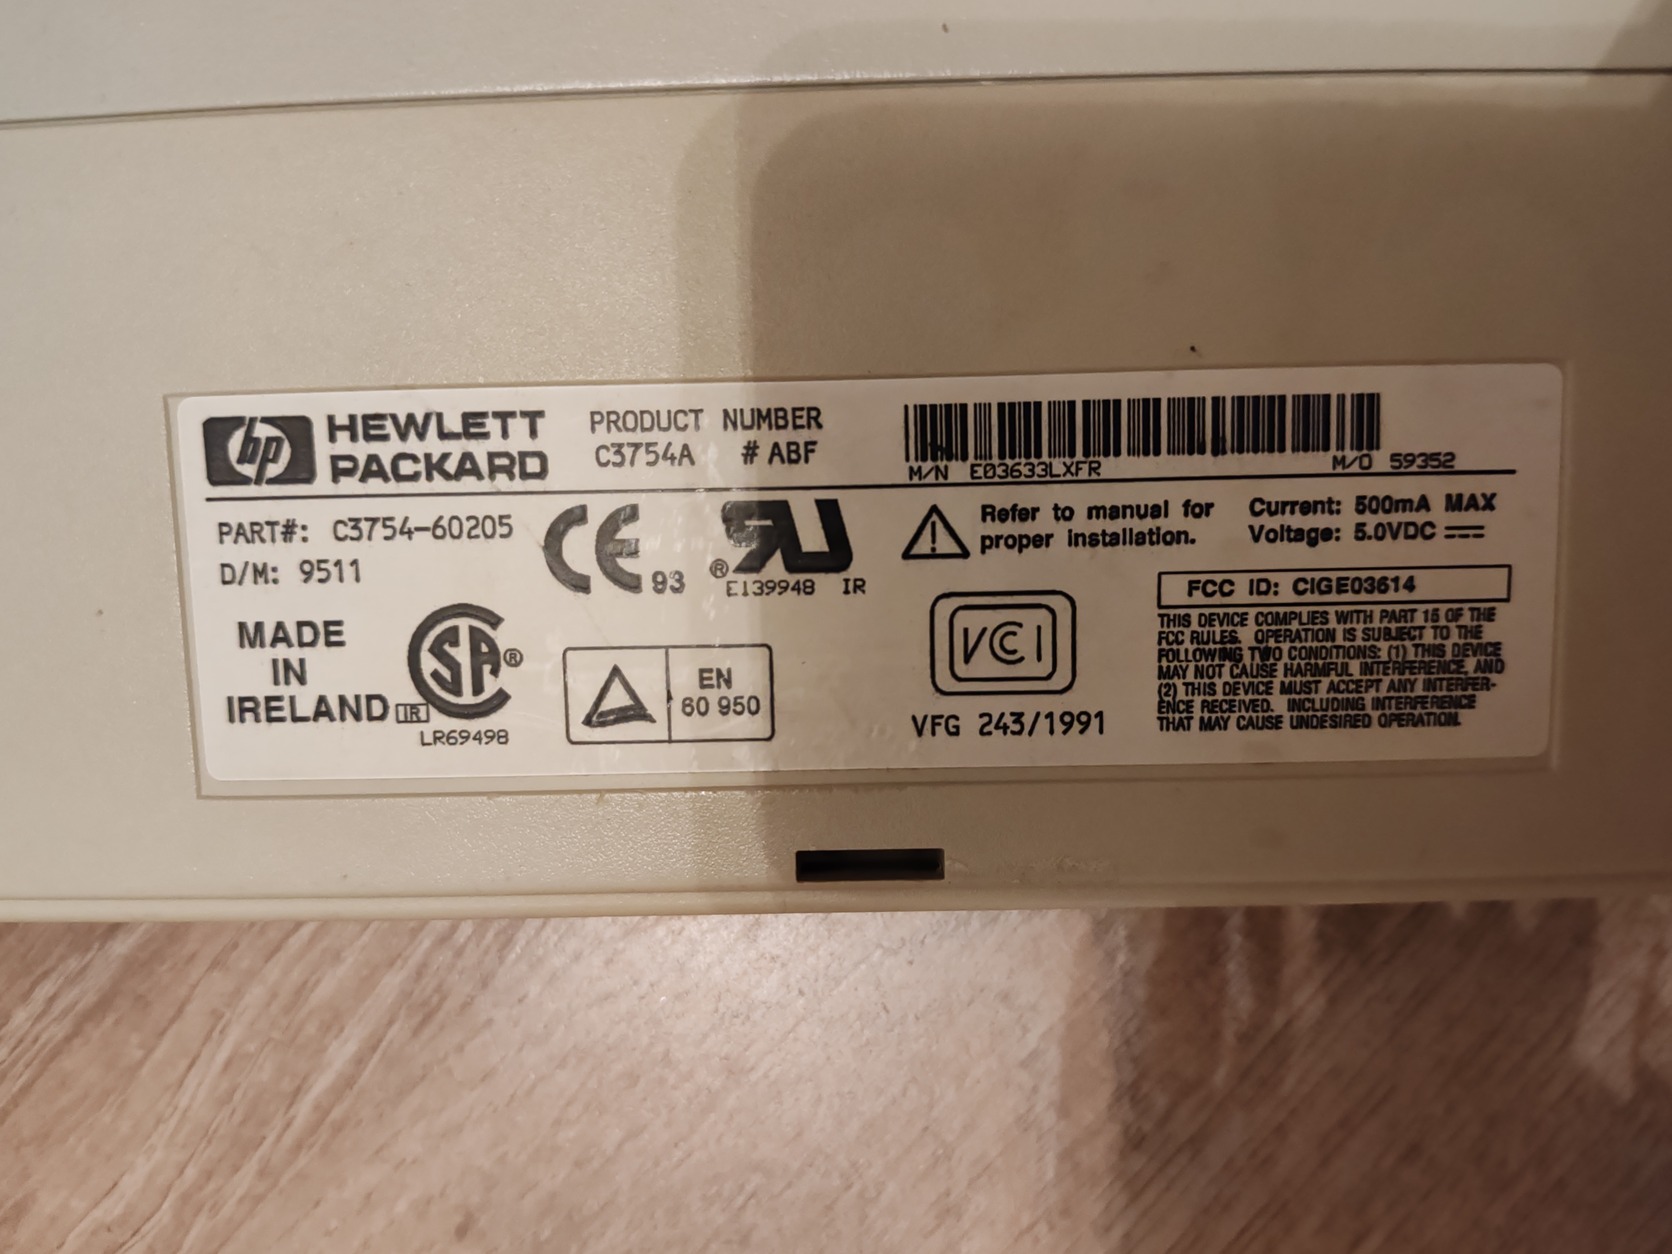 hp HEWLETT PACKARD
PRODUCT NUMBER
C3754A # ABF
M/N E03633LXFR M/O 59352
PART#: C3754-60205
D/M: 9511
CE 93
® E139948 IR
Refer to manual for
proper installation.
Current: 500mA MAX
Voltage: 5.0VDC
MADE
IN
IRELAND IR
SA ®
LR69498
EN
60 950
VCCI
VFG 243/1991
FCC ID: CIGE03614
THIS DEVICE COMPLIES WITH PART 15 OF THE
FCC RULES. OPERATION IS SUBJECT TO THE
FOLLOWING TWO CONDITIONS: (1) THIS DEVICE
MAY NOT CAUSE HARMFUL INTERFERENCE, AND
(2) THIS DEVICE MUST ACCEPT ANY INTERFER-
ENCE RECEIVED. INCLUDING INTERFERENCE
THAT MAY CAUSE UNDESIRED OPERATION.